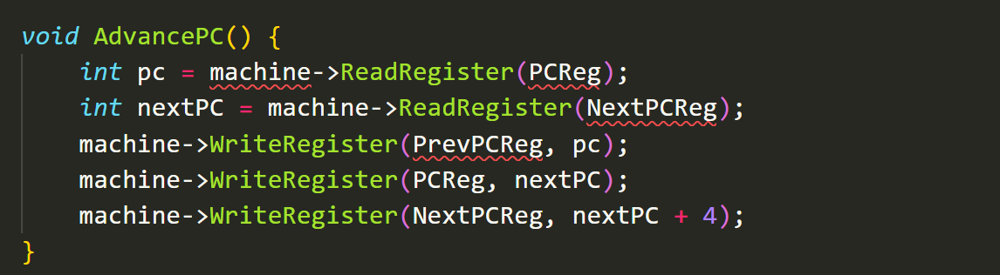 void AdvancePC() {
    int pc = machine->ReadRegister(PCReg);
    int nextPC = machine->ReadRegister(NextPCReg);
    machine->WriteRegister(PrevPCReg, pc);
    machine->WriteRegister(PCReg, nextPC);
    machine->WriteRegister(NextPCReg, nextPC + 4);
}